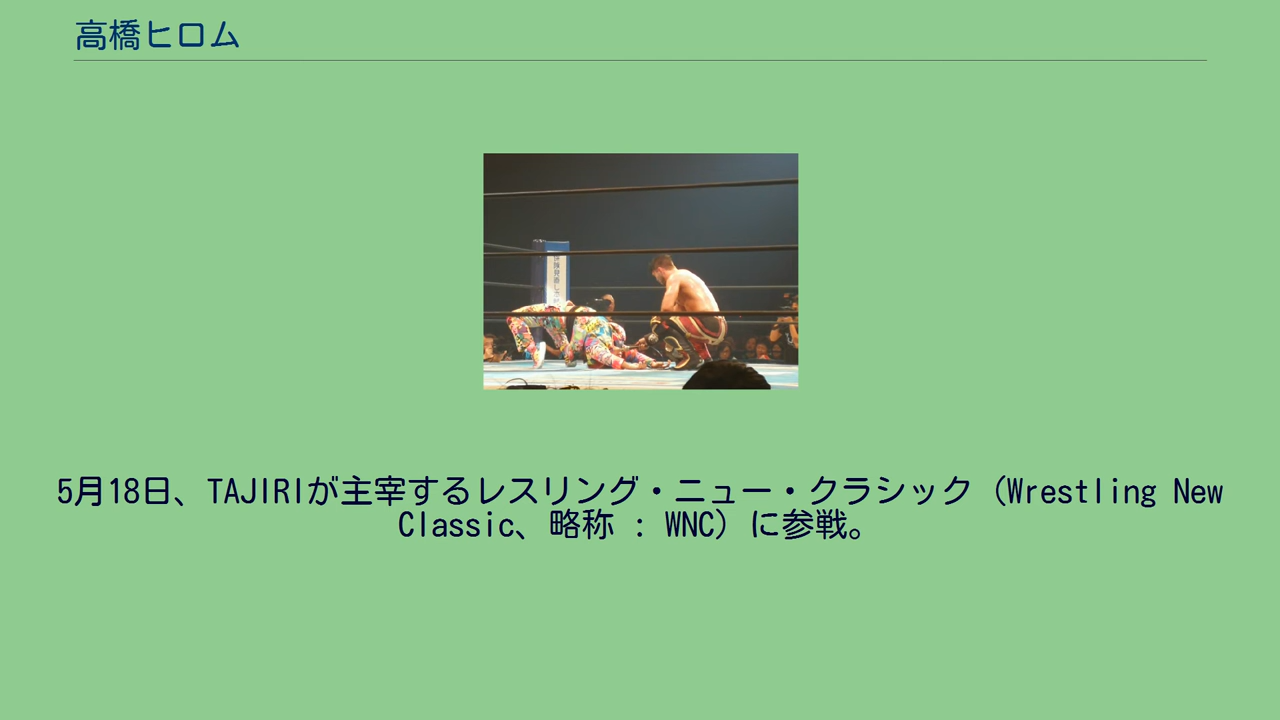 高橋ヒロム
5月18日、TAJIRIが主宰するレスリング・ニュー・クラシック（Wrestling New
Classic、略称 : WNC）に参戦。